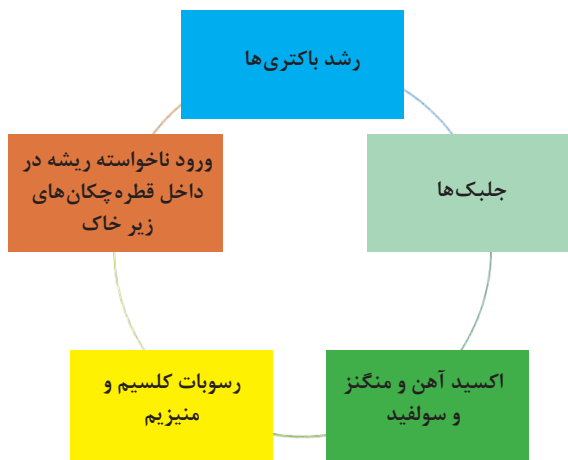 رشد باکتری‌ها
جلبک‌ها
اکسید آهن و منگنز
و سولفید
رسوبات کلسیم و
منیزیم
ورود ناخواسته ریشه در
داخل قطره‌چکان‌های
زیر خاک